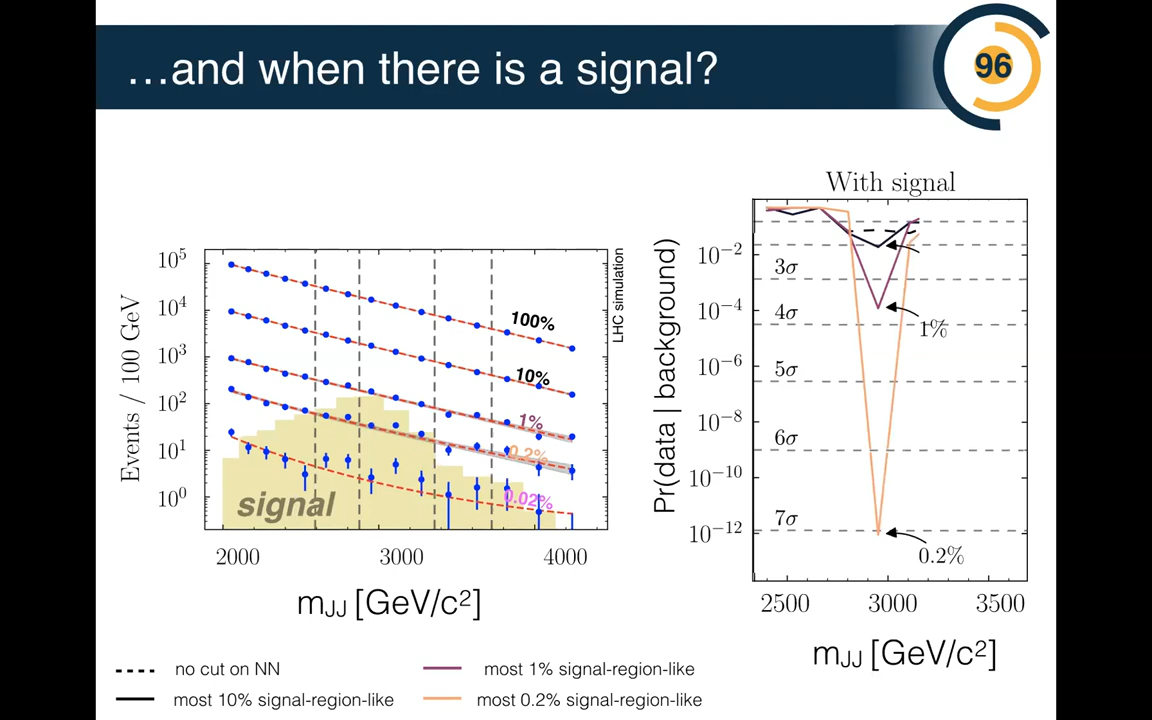 …and when there is a signal?
96
With signal
Events / 100 GeV
10⁵
10⁴
10³
10²
10¹
10⁰
100%
10%
1%
0.2%
0.02%
signal
LHC simulation
2000
3000
4000
mJJ [GeV/c²]
Pr(data | background)
10⁻²
10⁻⁴
10⁻⁶
10⁻⁸
10⁻¹⁰
10⁻¹²
3σ
4σ
5σ
6σ
7σ
1%
0.2%
2500
3000
3500
mJJ [GeV/c²]
no cut on NN
most 1% signal-region-like
most 10% signal-region-like
most 0.2% signal-region-like